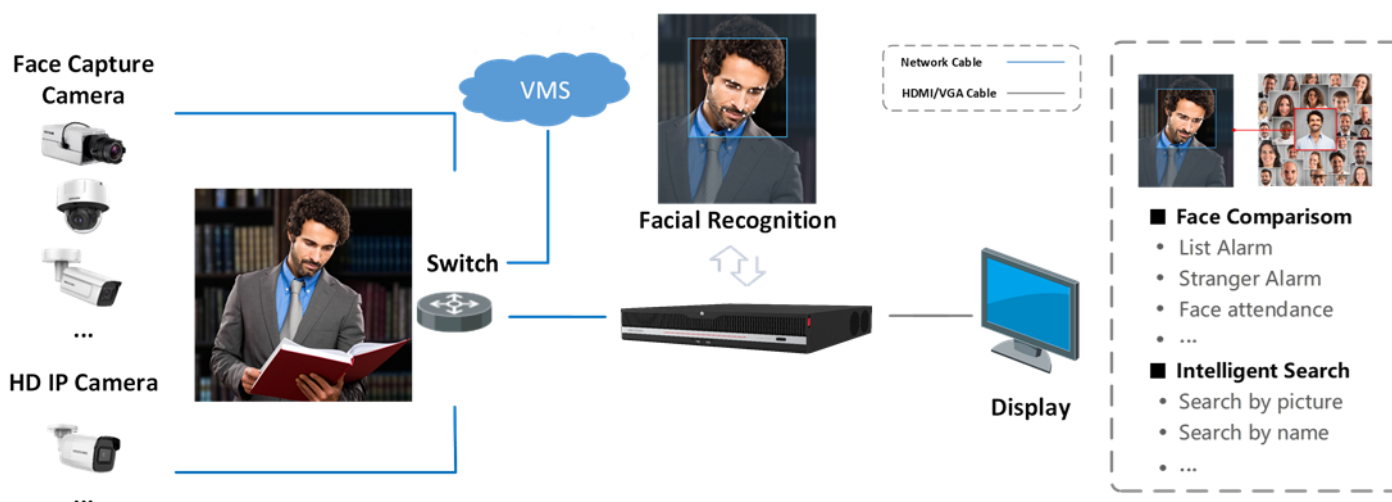 Face Capture
Camera
...
HD IP Camera
...
VMS
Switch
Facial Recognition
Network Cable
HDMI/VGA Cable
Display
■ Face Comparisom
• List Alarm
• Stranger Alarm
• Face attendance
• ...
■ Intelligent Search
• Search by picture
• Search by name
• ...